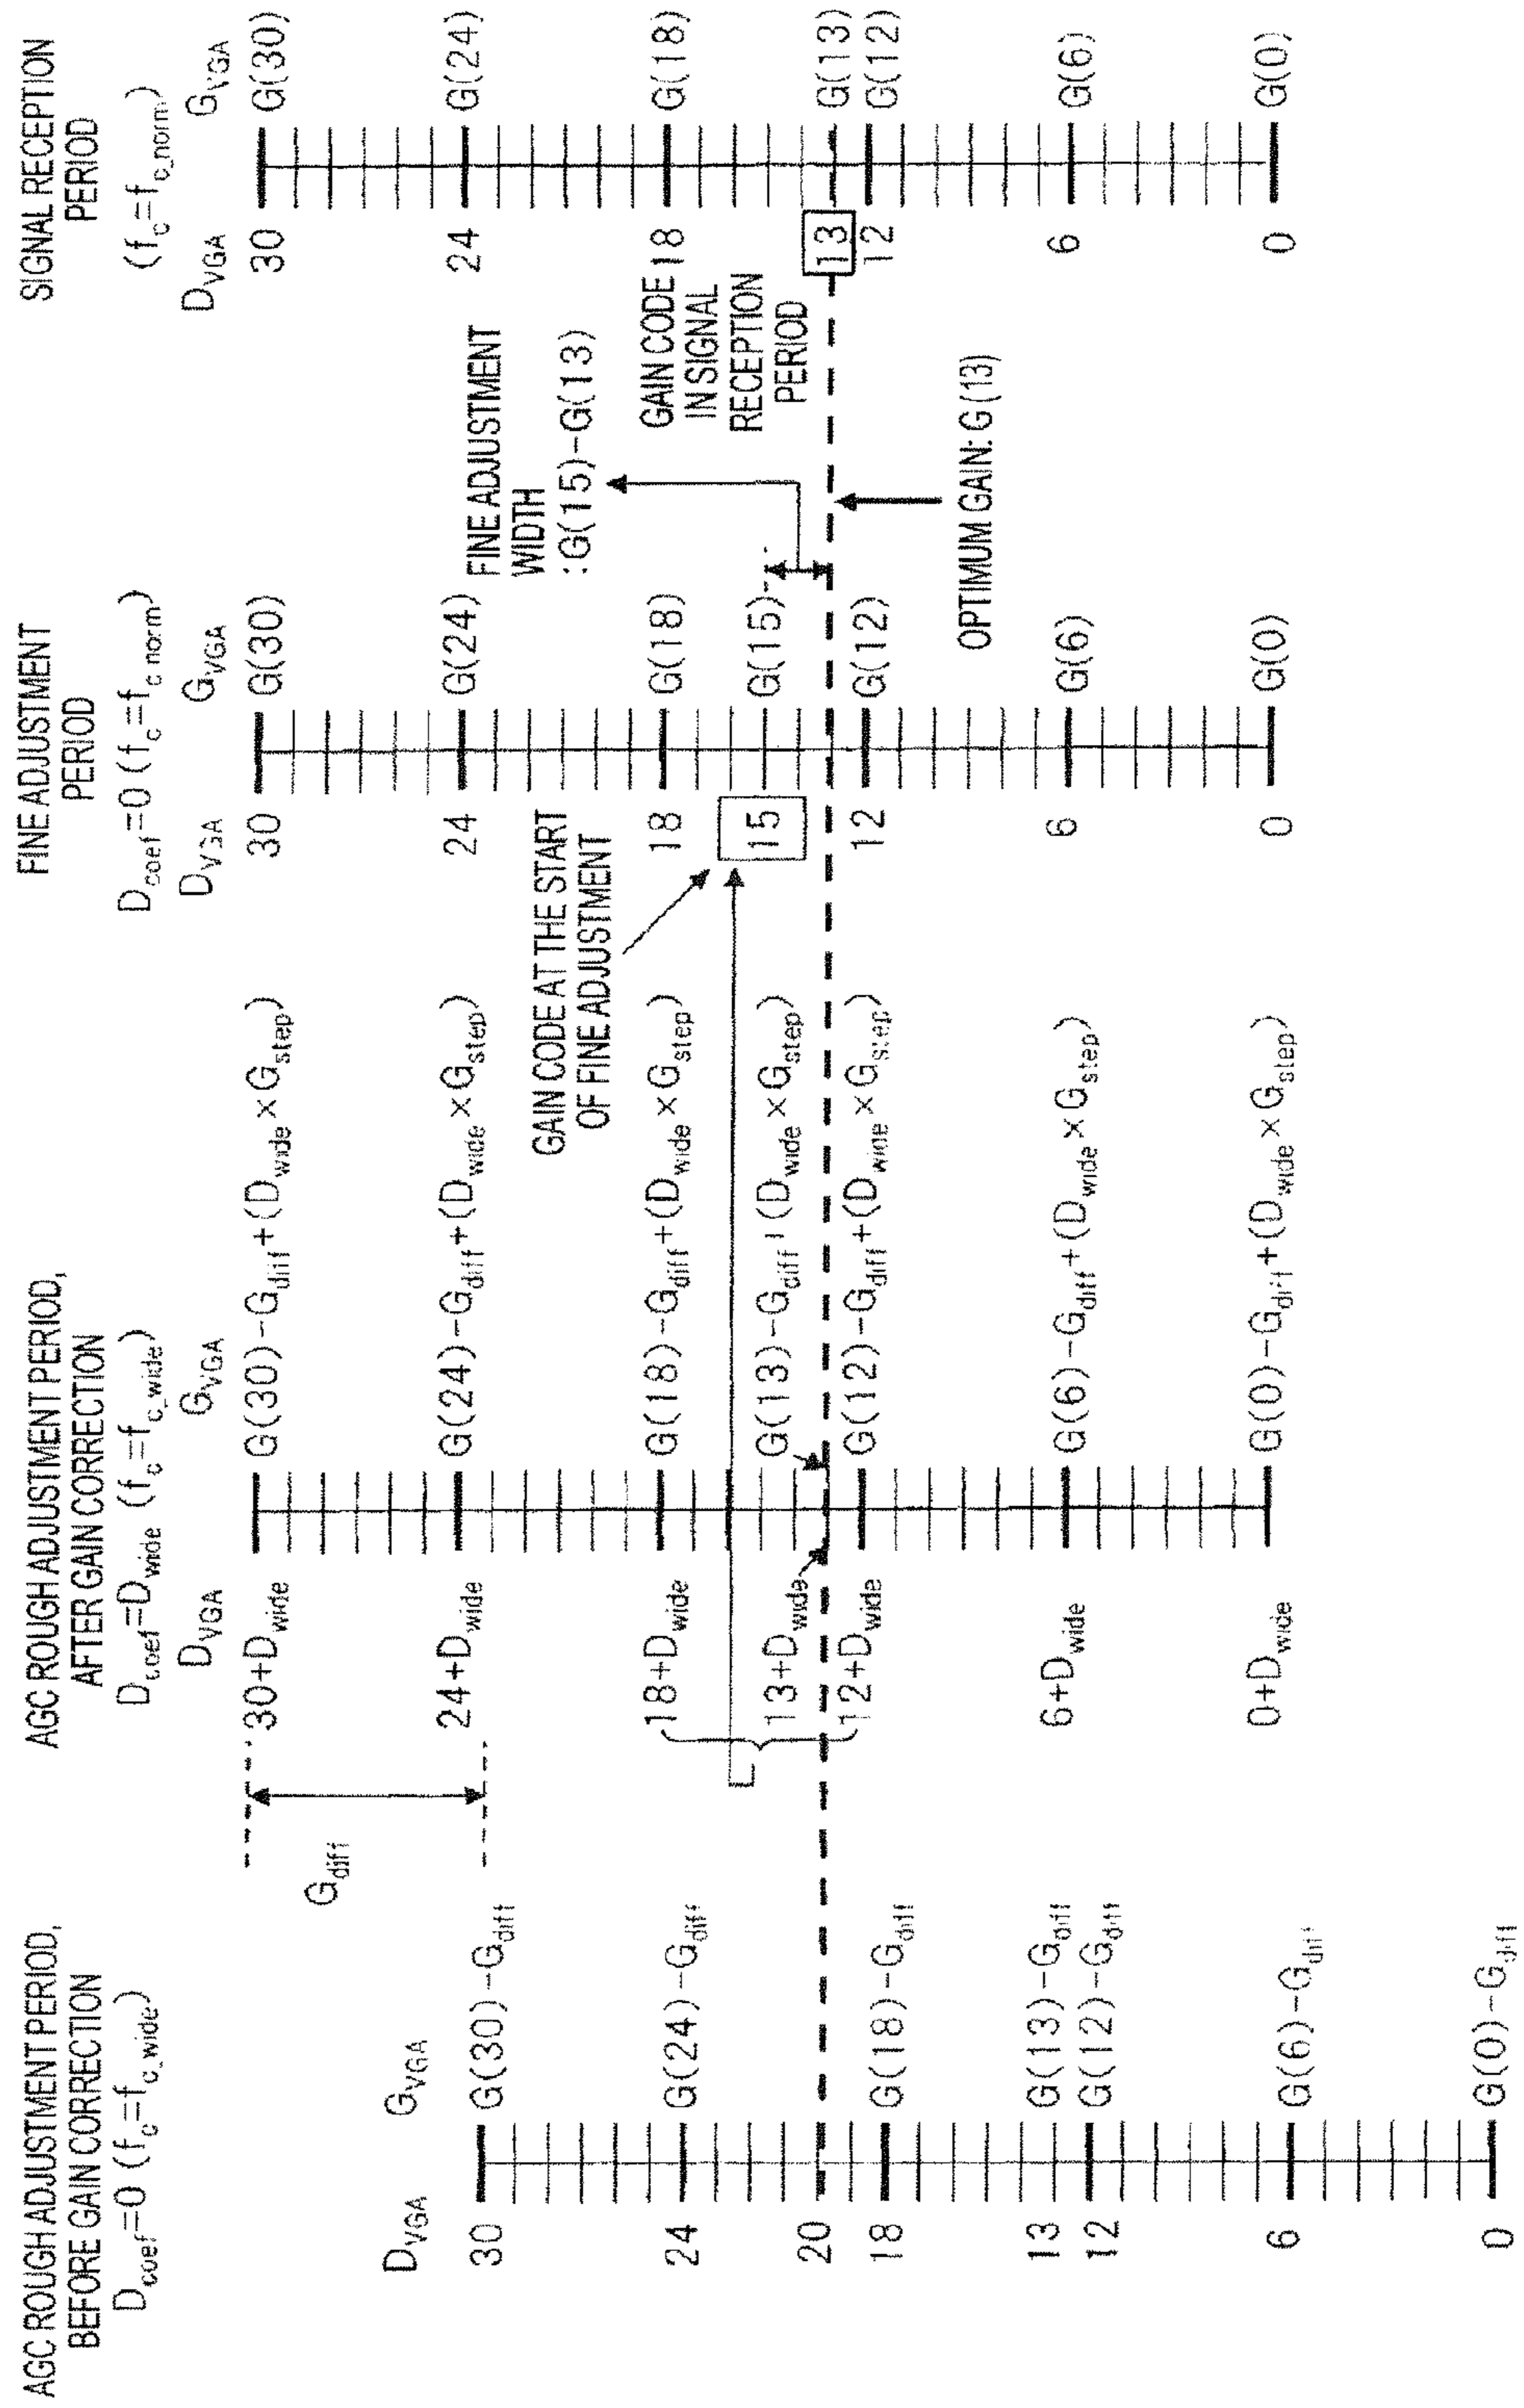 AGC ROUGH ADJUSTMENT PERIOD,
BEFORE GAIN CORRECTION
D_coef=0 (f_c=f_c_wide)
D_VGA G_VGA
30 G(30)-G_diff
24 G(24)-G_diff
20
18 G(18)-G_diff
13 G(13)-G_diff
12 G(12)-G_diff
6 G(6)-G_diff
0 G(0)-G_diff
G_diff
AGC ROUGH ADJUSTMENT PERIOD,
AFTER GAIN CORRECTION
D_coef=D_wide (f_c=f_c_wide)
D_VGA G_VGA
30+D_wide G(30)-G_diff+(D_wide×G_step)
24+D_wide G(24)-G_diff+(D_wide×G_step)
18+D_wide G(18)-G_diff+(D_wide×G_step)
13+D_wide G(13)-G_diff+(D_wide×G_step)
12+D_wide G(12)-G_diff+(D_wide×G_step)
6+D_wide G(6)-G_diff+(D_wide×G_step)
0+D_wide G(0)-G_diff+(D_wide×G_step)
GAIN CODE AT THE START
OF FINE ADJUSTMENT
FINE ADJUSTMENT
PERIOD
D_coef=0 (f_c=f_c norm)
D_VGA G_VGA
30 G(30)
24 G(24)
18 G(18)
15 G(15)
12 G(12)
6 G(6)
0 G(0)
FINE ADJUSTMENT
WIDTH
:G(15)-G(13)
OPTIMUM GAIN: G(13)
GAIN CODE
IN SIGNAL
RECEPTION
PERIOD
SIGNAL RECEPTION
PERIOD
(f_c=f_c_norm)
D_VGA G_VGA
30 G(30)
24 G(24)
18 G(18)
13 G(13)
12 G(12)
6 G(6)
0 G(0)